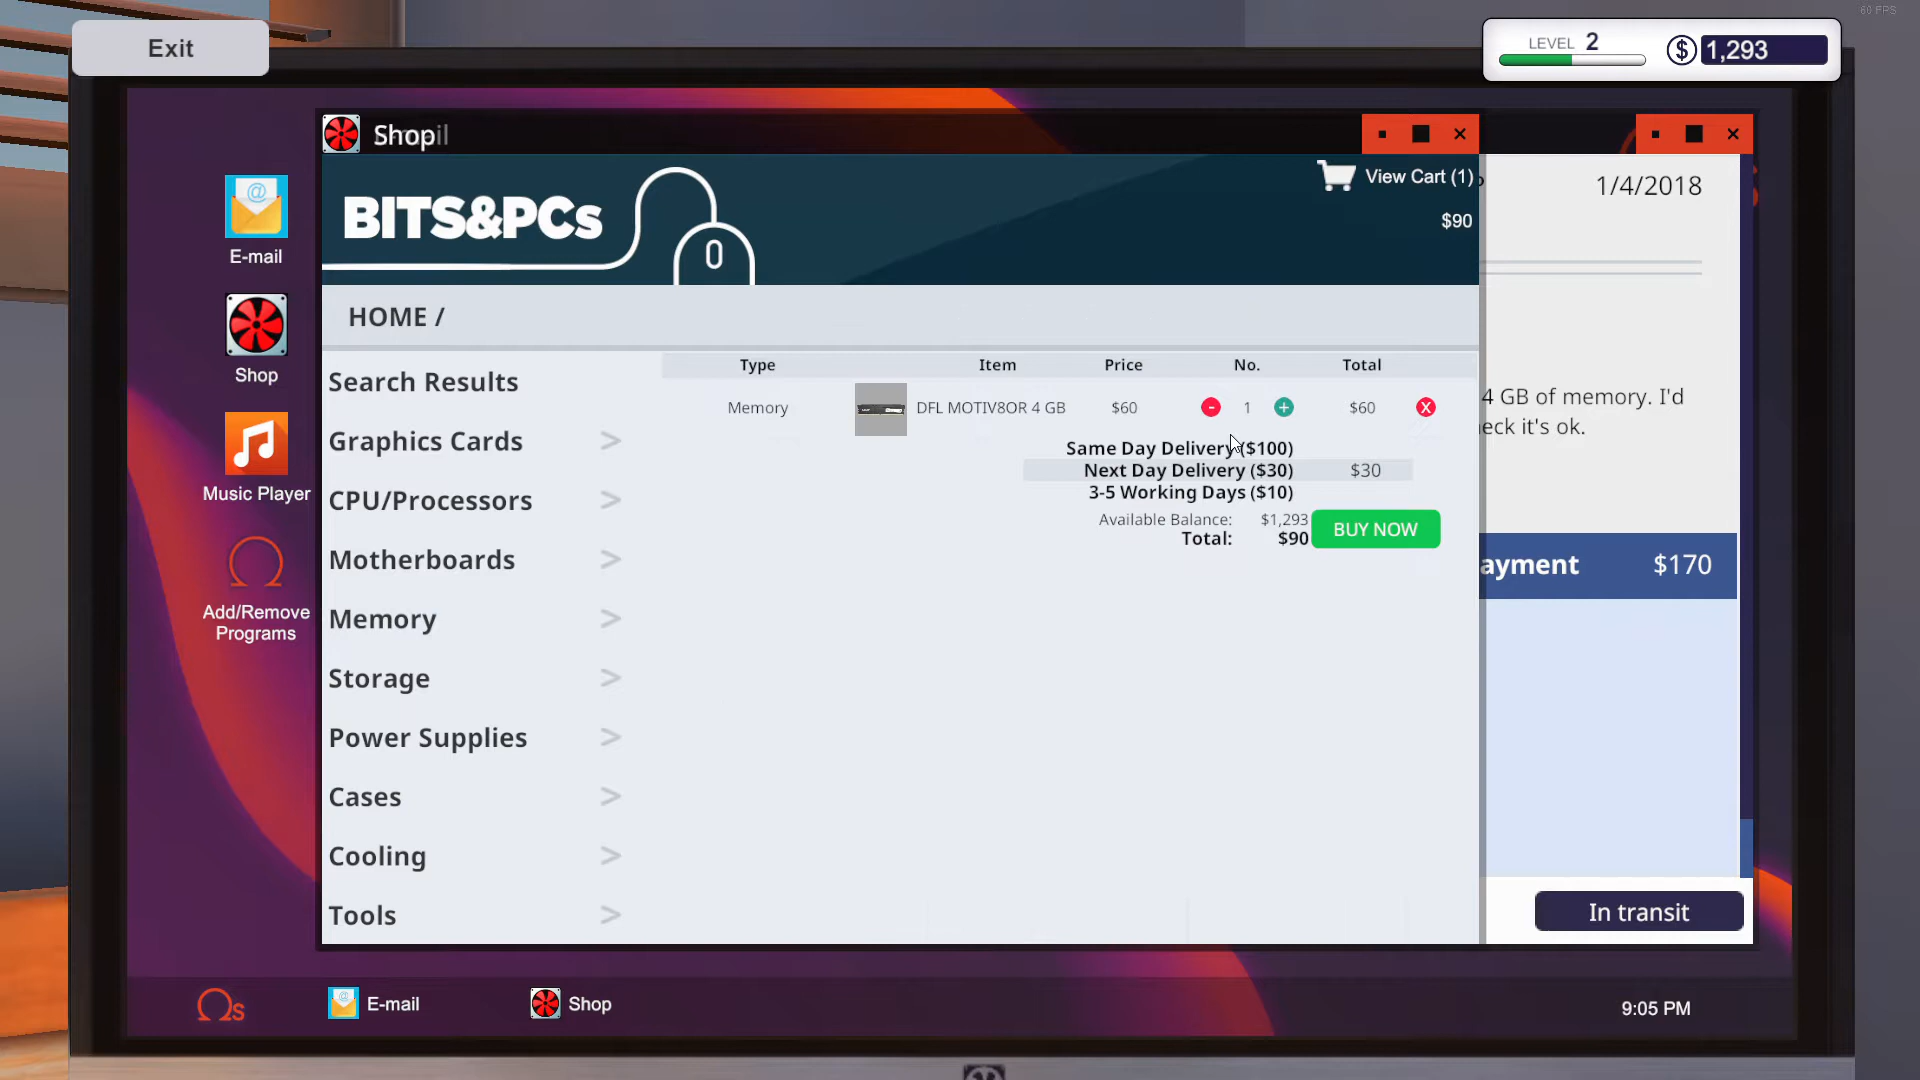 60 FPS
Exit
LEVEL 2
$ 1,293
Shop
View Cart (1)
$90
BITS&PCs
1/4/2018
E-mail
HOME /
Type Item Price No. Total
Memory DFL MOTIV8OR 4 GB $60 - 1 + $60 X
Same Day Delivery ($100)
Next Day Delivery ($30) $30
3-5 Working Days ($10)
Available Balance: $1,293
Total: $90
BUY NOW
Search Results
Graphics Cards >
CPU/Processors >
Motherboards >
Memory >
Storage >
Power Supplies >
Cases >
Cooling >
Tools >
Shop
Music Player
Add/Remove
Programs
4 GB of memory. I'd
eck it's ok.
ayment $170
In transit
Ωs
E-mail
Shop
9:05 PM